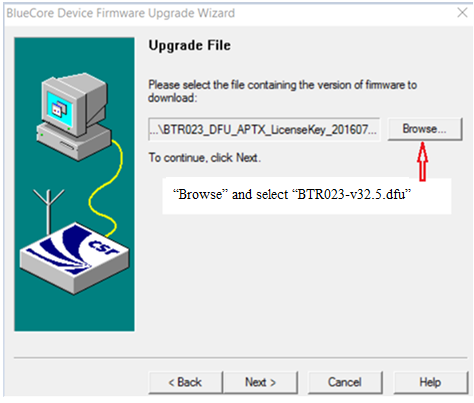 BlueCore Device Firmware Upgrade Wizard
Upgrade File
Please select the file containing the version of firmware to
download:
...\BTR023_DFU_APTX_LicenseKey_201607...
Browse...
To continue, click Next.
“Browse” and select “BTR023-v32.5.dfu”
CSR
< Back
Next >
Cancel
Help